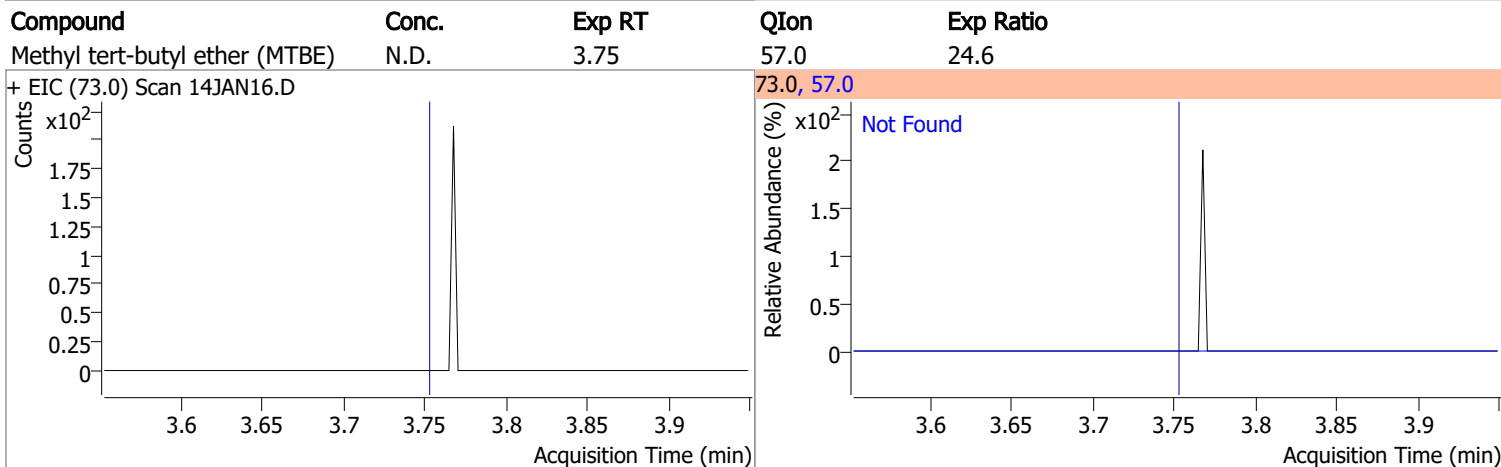 Compound Conc. Exp RT QIon Exp Ratio
Methyl tert-butyl ether (MTBE) N.D. 3.75 57.0 24.6
+ EIC (73.0) Scan 14JAN16.D
Counts
x10²
1.75
1.5
1.25
1
0.75
0.5
0.25
0
3.6 3.65 3.7 3.75 3.8 3.85 3.9
Acquisition Time (min)
73.0, 57.0
Relative Abundance (%)
x10²
Not Found
2
1.5
1
0.5
0
3.6 3.65 3.7 3.75 3.8 3.85 3.9
Acquisition Time (min)